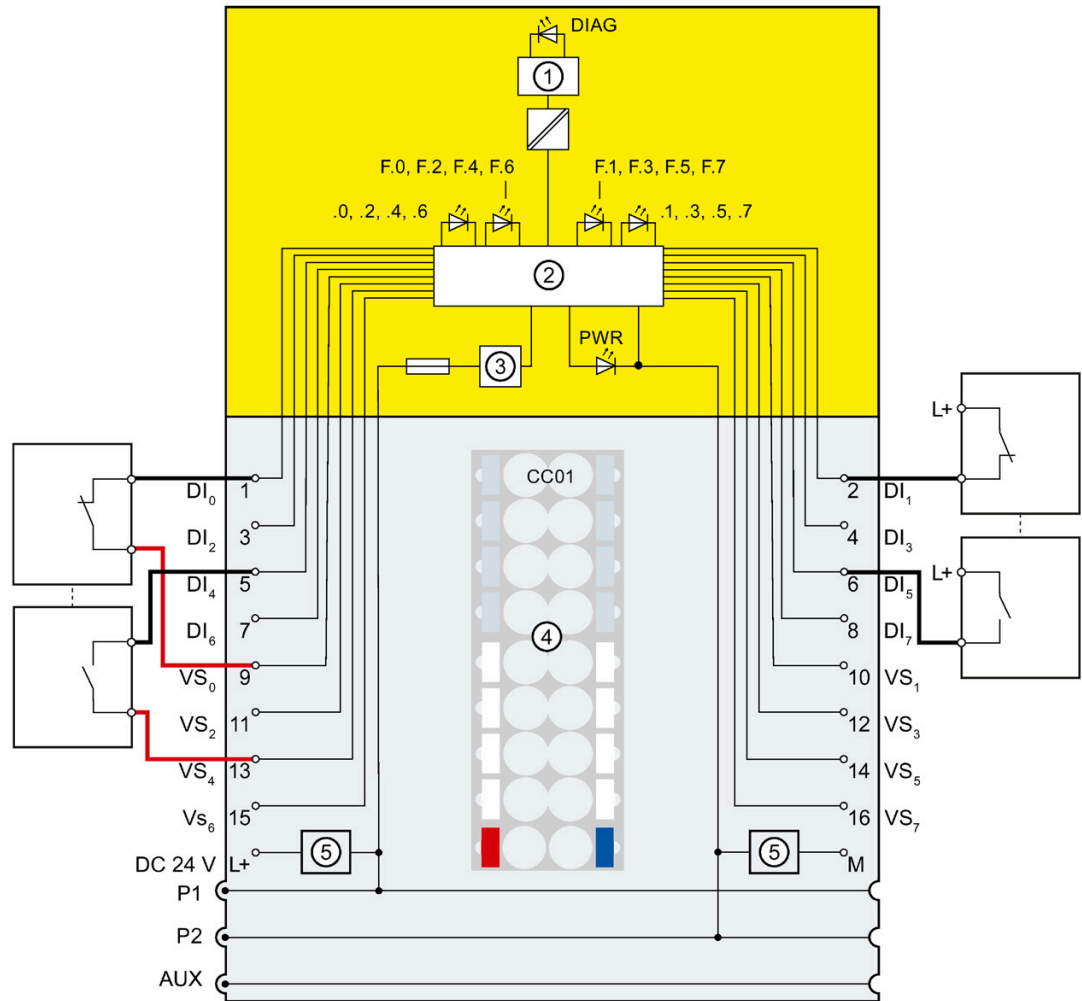 DIAG
1
F.0, F.2, F.4, F.6
F.1, F.3, F.5, F.7
.0, .2, .4, .6
.1, .3, .5, .7
2
PWR
3
L+
CC01
DI0 1
2 DI1
DI2 3
4 DI3
L+
DI4 5
6 DI5
DI6 7
8 DI7
4
VS0 9
10 VS1
VS2 11
12 VS3
VS4 13
14 VS5
Vs6 15
16 VS7
DC 24 V L+
5
5
M
P1
P2
AUX